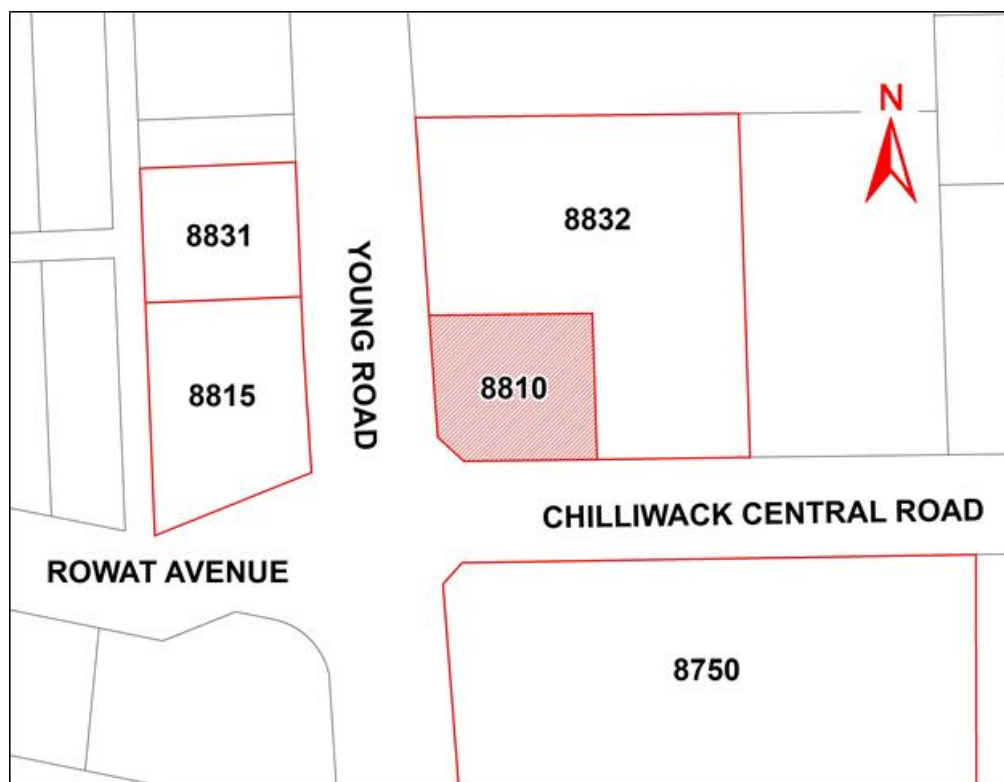 N
8832
8831
YOUNG ROAD
8810
8815
CHILLIWACK CENTRAL ROAD
ROWAT AVENUE
8750